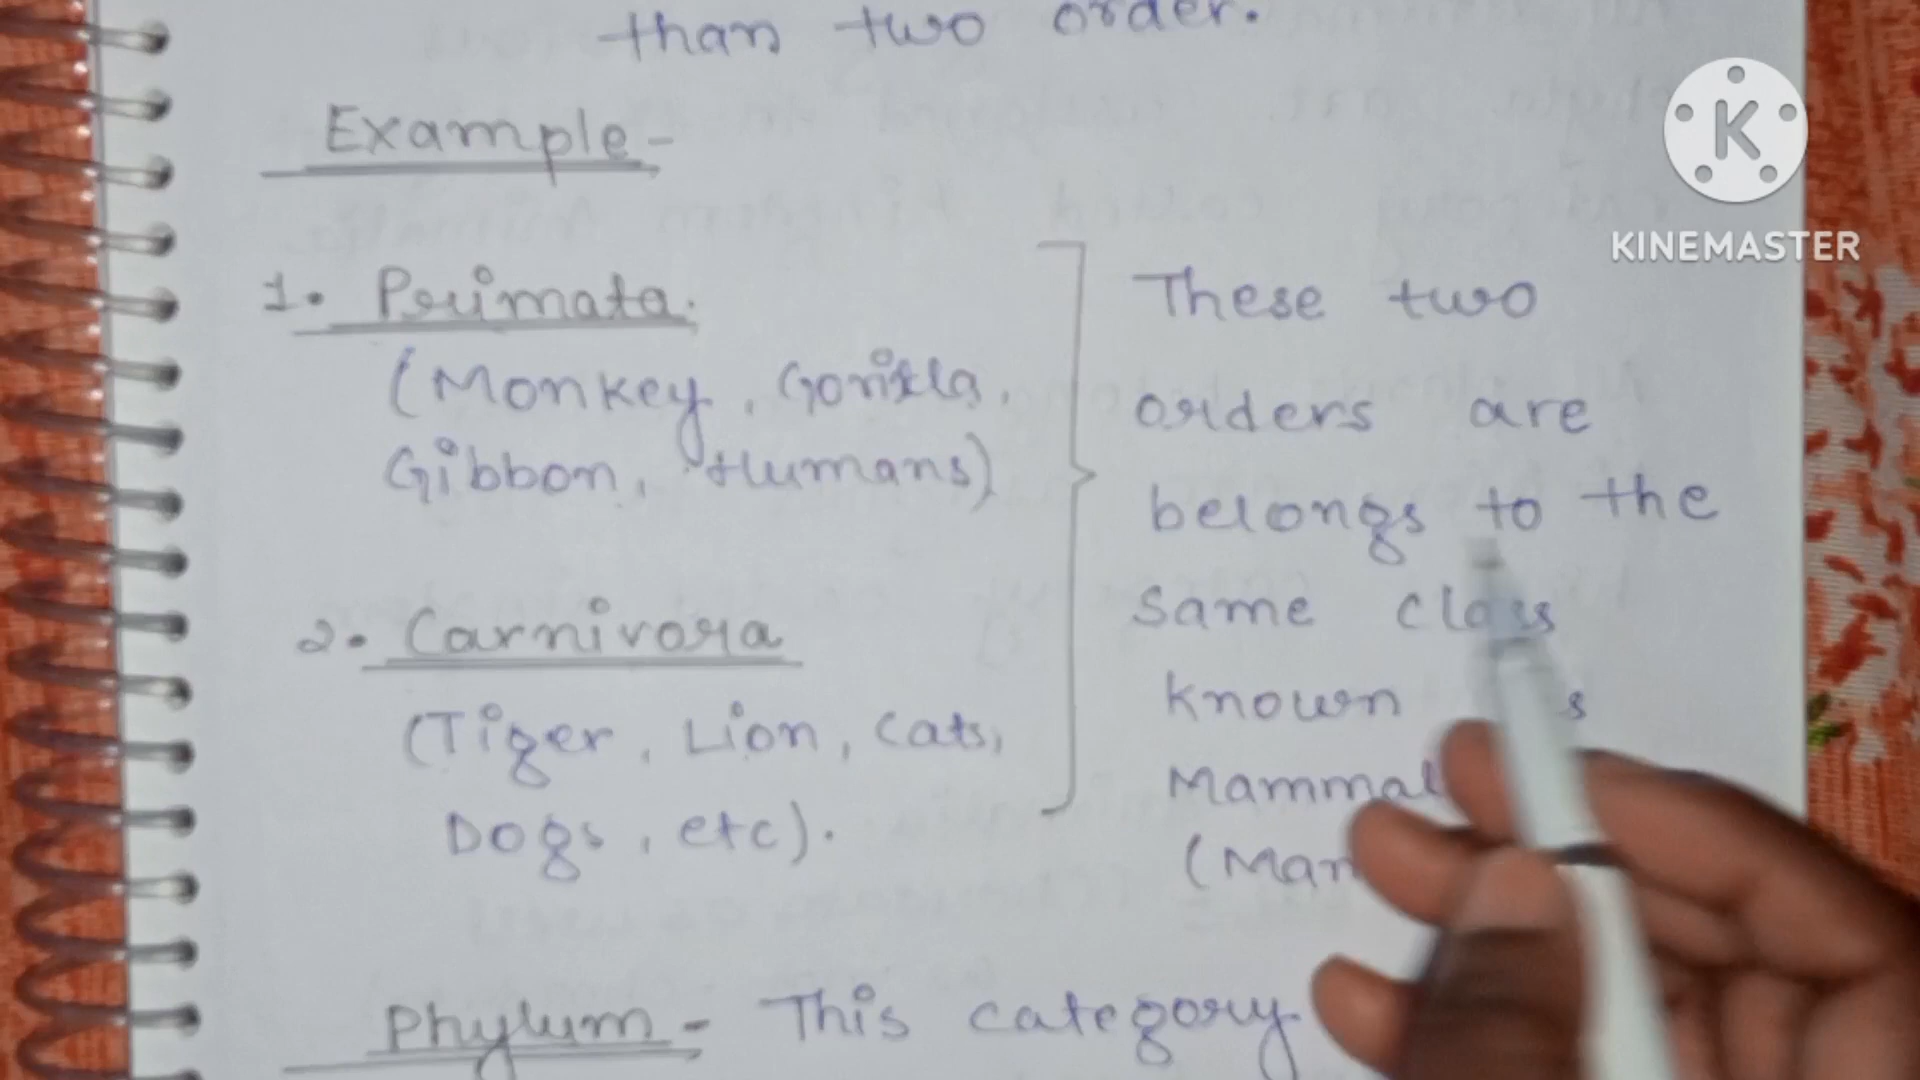 than two order.
Example-
1. Primata.
(Monkey, Gorilla,
Gibbon, Humans)
2. Carnivora
(Tiger, Lion, Cats,
Dogs, etc).
These two
orders are
belongs to the
same class
known
Mammal
Phylum - This category
KINEMASTER